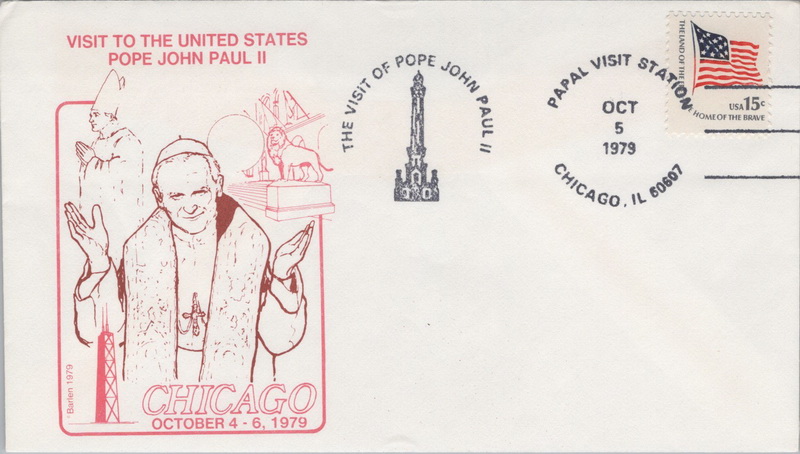 VISIT TO THE UNITED STATES
POPE JOHN PAUL II
CHICAGO
OCTOBER 4 - 6, 1979
Barlen 1979
THE VISIT OF POPE JOHN PAUL II
PAPAL VISIT STATION
OCT
5
1979
CHICAGO, IL 60607
THE LAND OF THE
USA 15c
HOME OF THE BRAVE